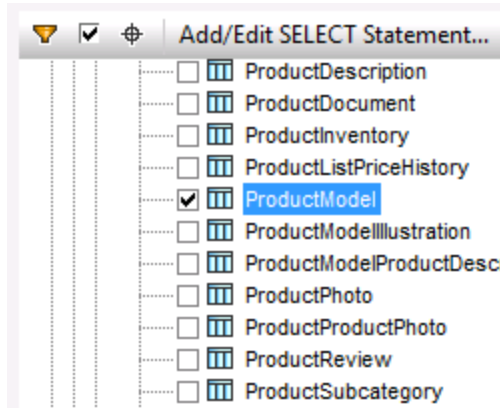 Add/Edit SELECT Statement...
ProductDescription
ProductDocument
ProductInventory
ProductListPriceHistory
ProductModel
ProductModelIllustration
ProductModelProductDesc
ProductPhoto
ProductProductPhoto
ProductReview
ProductSubcategory